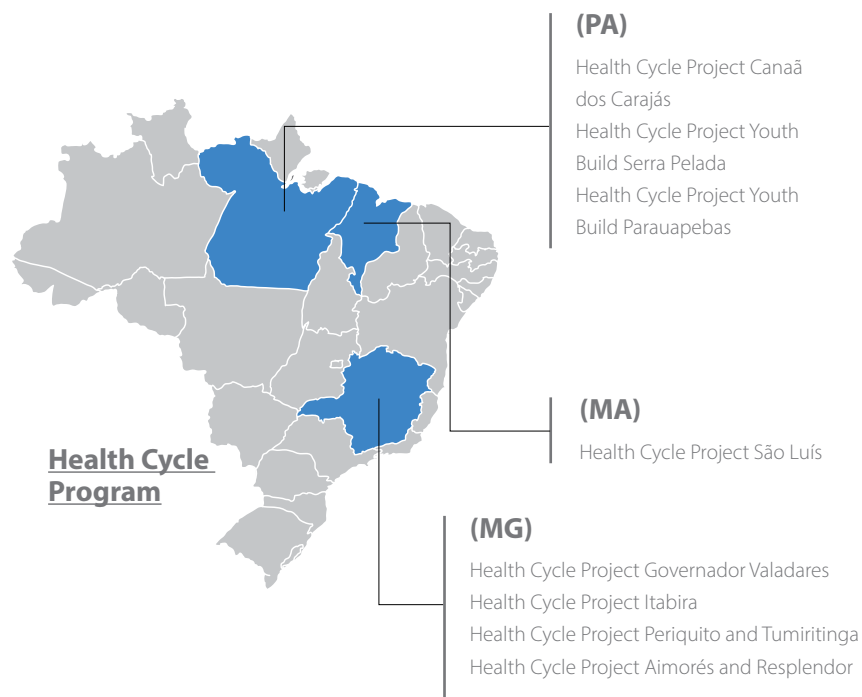 (PA)
Health Cycle Project Canaã
dos Carajás
Health Cycle Project Youth
Build Serra Pelada
Health Cycle Project Youth
Build Parauapebas
(MA)
Health Cycle Project São Luís
Health Cycle
Program
(MG)
Health Cycle Project Governador Valadares
Health Cycle Project Itabira
Health Cycle Project Periquito and Tumiritinga
Health Cycle Project Aimorés and Resplendor